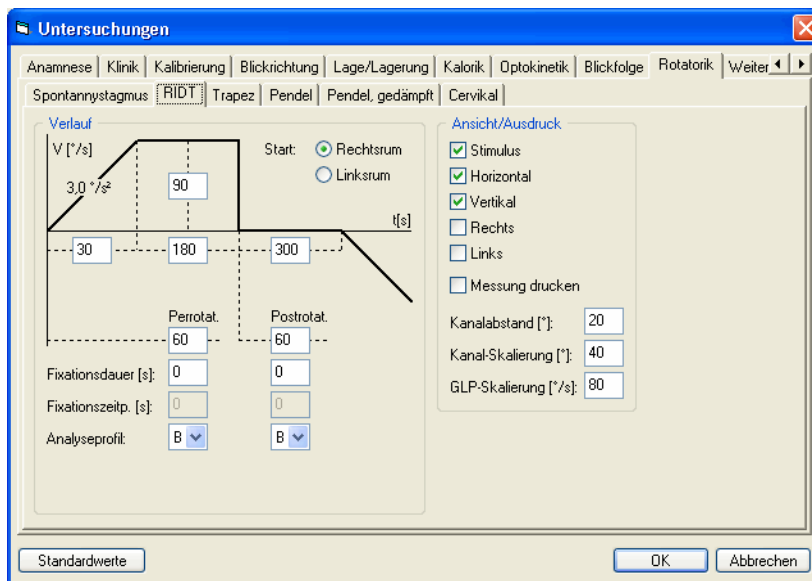 Untersuchungen
Anamnese Klinik Kalibrierung Blickrichtung Lage/Lagerung Kalorik Optokinetik Blickfolge Rotatorik Weiter
Spontannystagmus RIDT Trapez Pendel Pendel, gedämpft Cervikal
Verlauf
V [°/s]
3,0 °/s²
90
Start: Rechtsrum
Linksrum
t[s]
30 180 300
Perrotat. Postrotat.
60 60
Fixationsdauer [s]: 0 0
Fixationszeitp. [s]: 0 0
Analyseprofil: B B
Ansicht/Ausdruck
Stimulus
Horizontal
Vertikal
Rechts
Links
Messung drucken
Kanalabstand [°]: 20
Kanal-Skalierung [°]: 40
GLP-Skalierung [°/s]: 80
Standardwerte OK Abbrechen